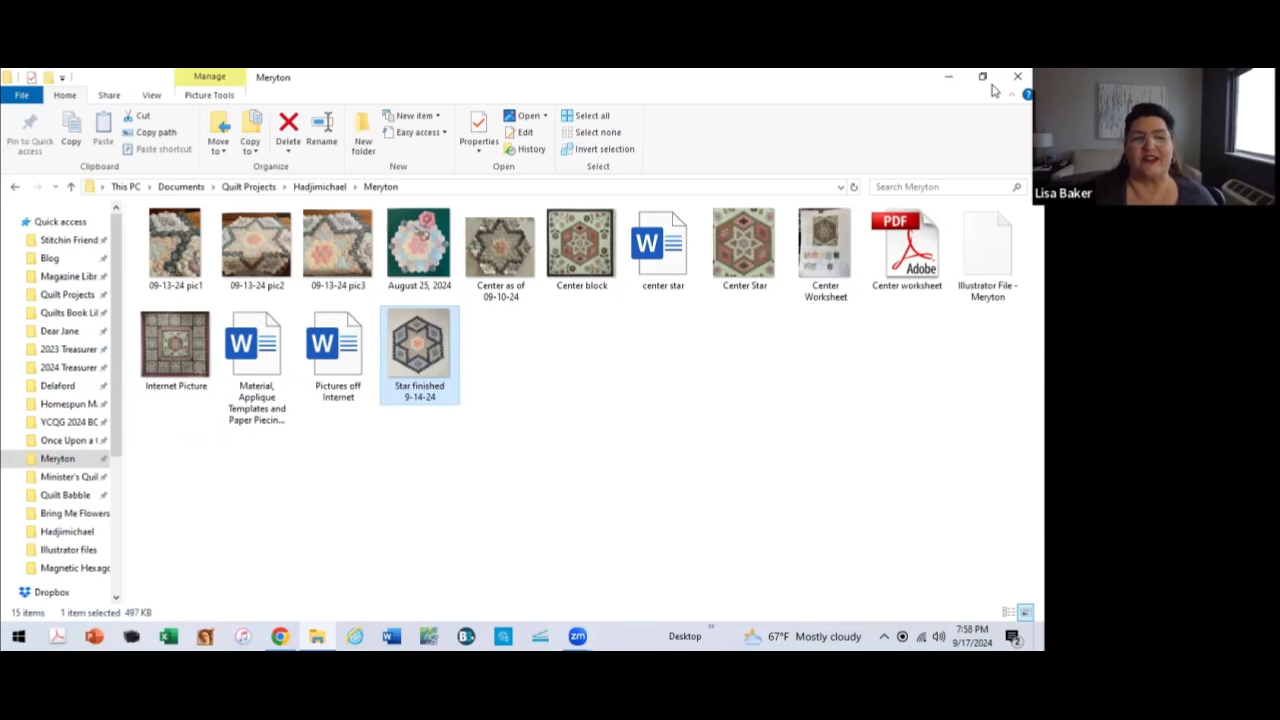 Manage
Meryton
File
Home
Share
View
Picture Tools
Pin to Quick access
Copy
Paste
Cut
Copy path
Paste shortcut
Clipboard
Move to
Copy to
Delete
Rename
Organize
New folder
New item
Easy access
New
Properties
Open
Edit
History
Open
Select all
Select none
Invert selection
Select
This PC > Documents > Quilt Projects > Hadjimichael > Meryton
Search Meryton
Lisa Baker
Quick access
Stitchin Friend
Blog
Magazine Libr
Quilt Projects
Quilts Book Lil
Dear Jane
2023 Treasurer
2024 Treasurer
Delaford
Homespun M
YCQG 2024 BC
Once Upon a
Meryton
Minister's Quil
Quilt Babble
Bring Me Flowers
Hadjimichael
Illustrator files
Magnetic Hexago
Dropbox
09-13-24 pic1
09-13-24 pic2
09-13-24 pic3
August 25, 2024
Center as of
09-10-24
Center block
W
center star
Center Star
Center
Worksheet
PDF
Adobe
Center worksheet
Illustrator File -
Meryton
Internet Picture
W
Material,
Applique
Templates and
Paper Piecin...
W
Pictures off
Internet
Star finished
9-14-24
15 items
1 item selected 497 KB
zm
Desktop
67°F Mostly cloudy
7:58 PM
9/17/2024
2